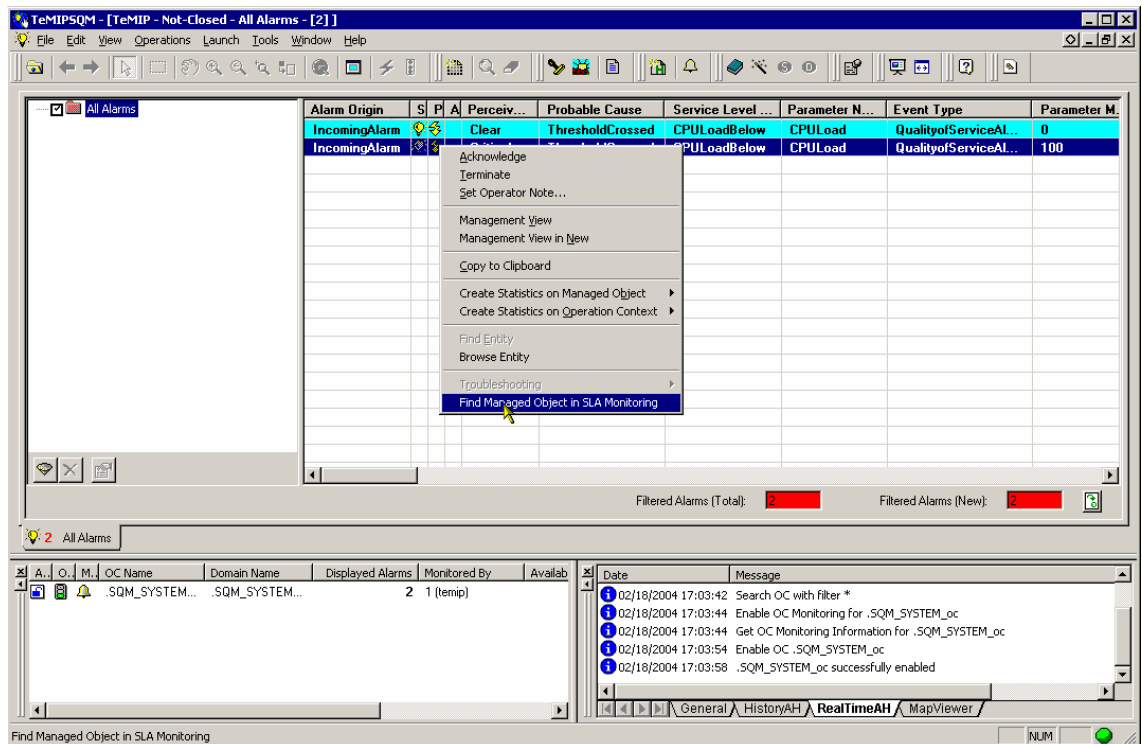 TeMIPSQM - [TeMIP - Not-Closed - All Alarms - [2] ]
File Edit View Operations Launch Tools Window Help
All Alarms
Alarm Origin S P A Perceiv... Probable Cause Service Level ... Parameter N... Event Type Parameter M.
IncomingAlarm Clear ThresholdCrossed CPULoadBelow CPULoad QualityofServiceAl... 0
IncomingAlarm CPULoadBelow CPULoad QualityofServiceAl... 100
Acknowledge
Terminate
Set Operator Note...
Management View
Management View in New
Copy to Clipboard
Create Statistics on Managed Object
Create Statistics on Operation Context
Find Entity
Browse Entity
Troubleshooting
Find Managed Object in SLA Monitoring
Filtered Alarms (Total): 2 Filtered Alarms (New): 2
2 All Alarms
A.. O.. M.. OC Name Domain Name Displayed Alarms Monitored By Availab
.SQM_SYSTEM... .SQM_SYSTEM... 2 1 (temip)
Date Message
02/18/2004 17:03:42 Search OC with filter *
02/18/2004 17:03:44 Enable OC Monitoring for .SQM_SYSTEM_oc
02/18/2004 17:03:44 Get OC Monitoring Information for .SQM_SYSTEM_oc
02/18/2004 17:03:54 Enable OC .SQM_SYSTEM_oc
02/18/2004 17:03:58 .SQM_SYSTEM_oc successfully enabled
General HistoryAH RealTimeAH MapViewer
Find Managed Object in SLA Monitoring NUM